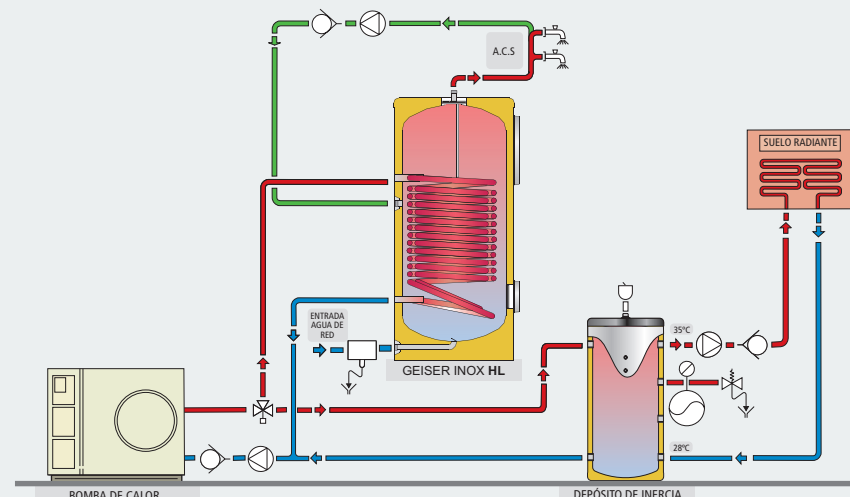 A.C.S
SUELO RADIANTE
ENTRADA
AGUA DE
RED
35ºC
GEISER INOX HL
28ºC
BOMBA DE CALOR
DEPÓSITO DE INERCIA